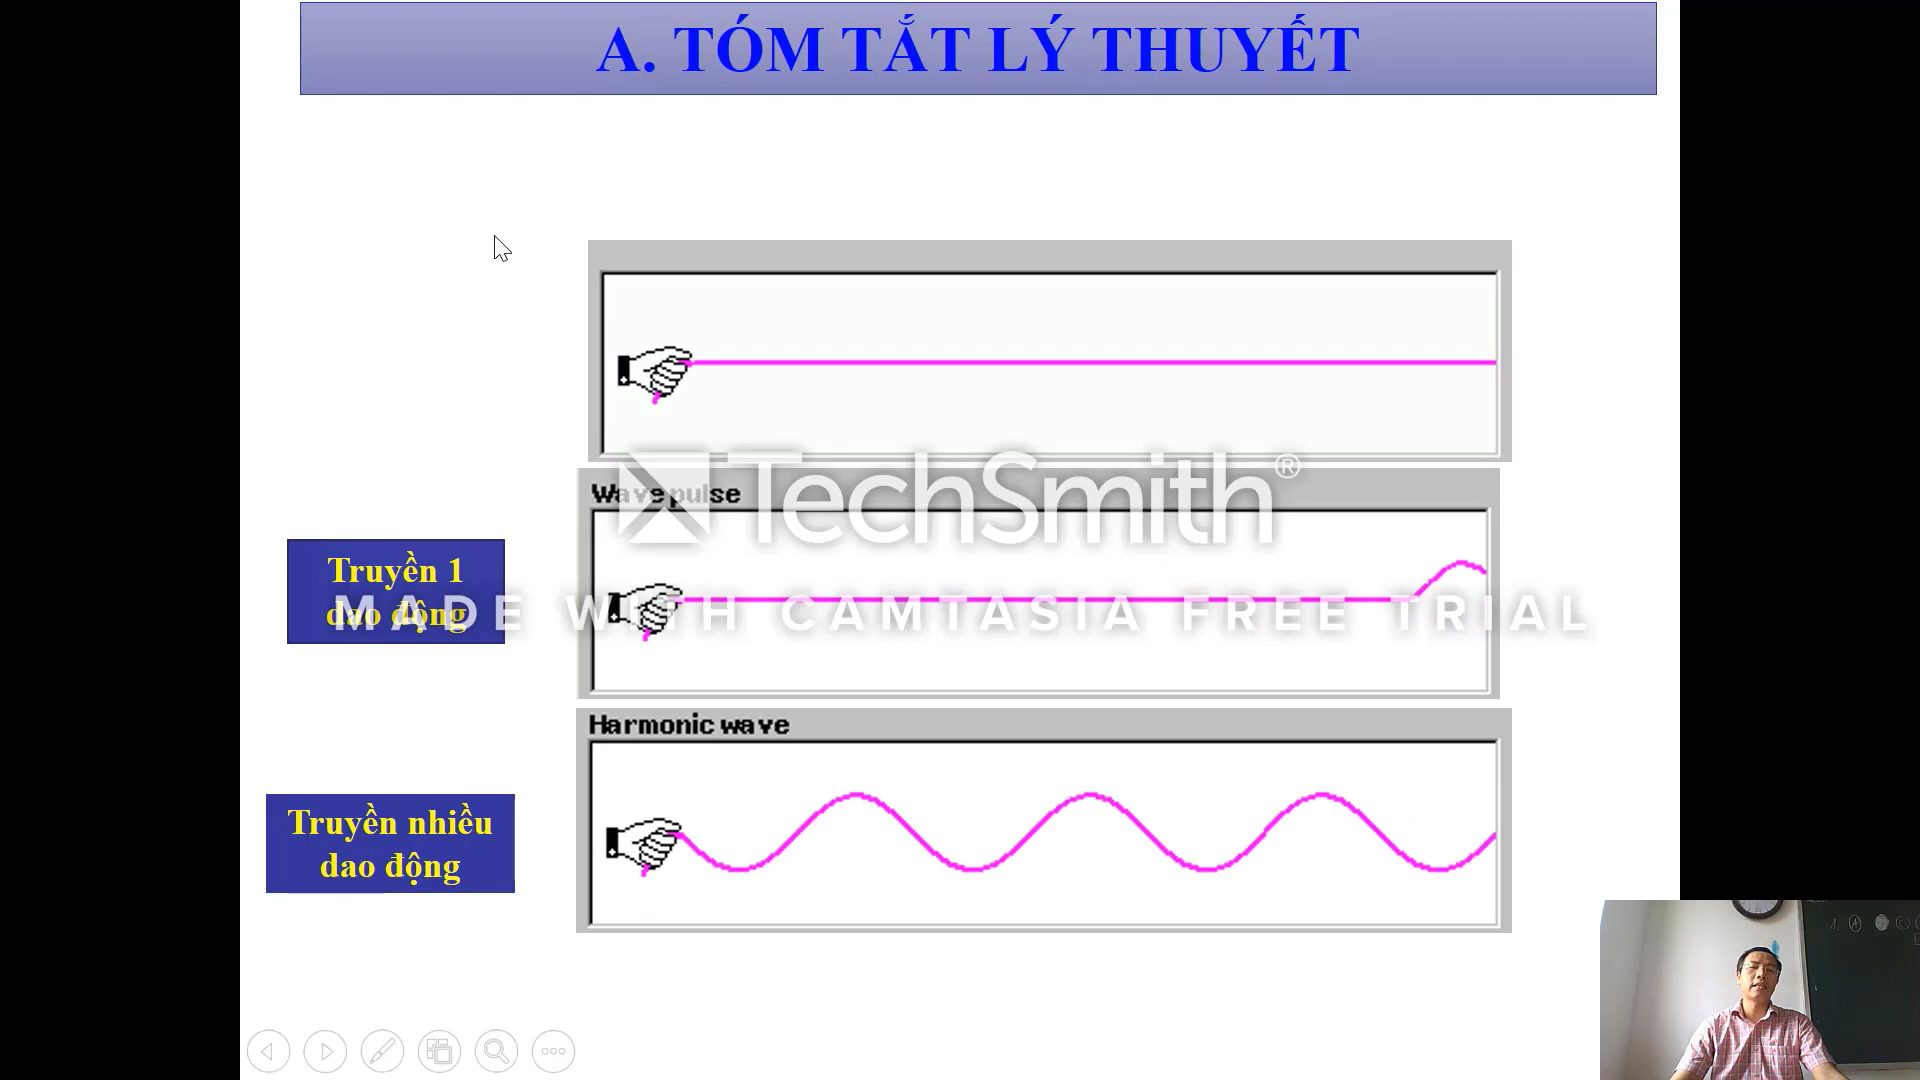 A. TÓM TẮT LÝ THUYẾT
TechSmith®
Wave pulse
Truyền 1
dao động
MADE WITH CAMTASIA FREE TRIAL
Harmonic wave
Truyền nhiều
dao động